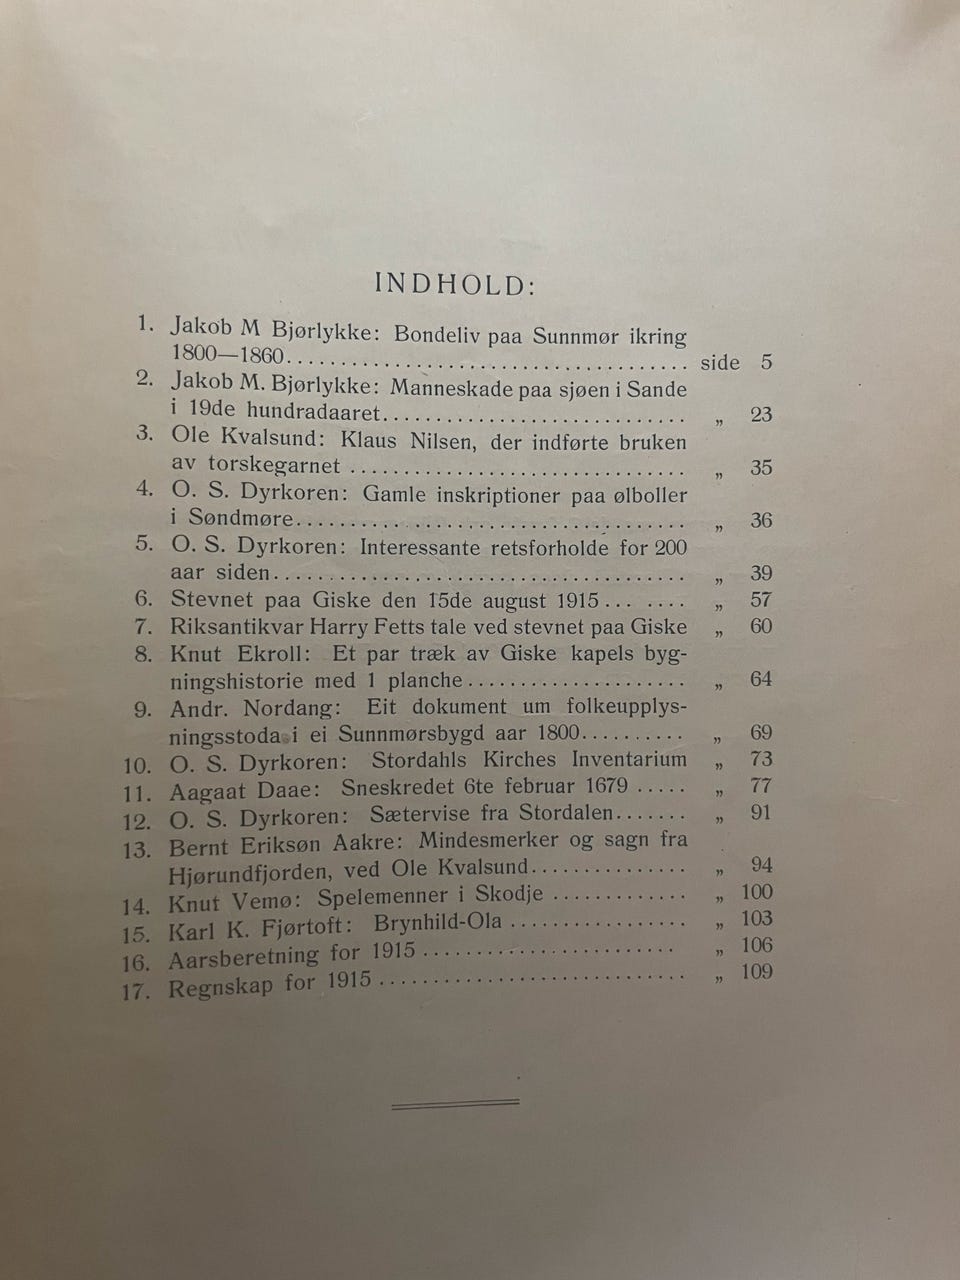 INDHOLD:
1. Jakob M Bjørlykke: Bondeliv paa Sunnmør ikring
1800—1860...................................... side 5
2. Jakob M. Bjørlykke: Manneskade paa sjøen i Sande
i 19de hundradaaret............................. „ 23
3. Ole Kvalsund: Klaus Nilsen, der indførte bruken
av torskegarnet ................................ „ 35
4. O. S. Dyrkoren: Gamle inskriptioner paa ølboller
i Søndmøre..................................... „ 36
5. O. S. Dyrkoren: Interessante retsforholde for 200
aar siden....................................... „ 39
6. Stevnet paa Giske den 15de august 1915... .... „ 57
7. Riksantikvar Harry Fetts tale ved stevnet paa Giske „ 60
8. Knut Ekroll: Et par træk av Giske kapels byg-
ningshistorie med 1 planche..................... „ 64
9. Andr. Nordang: Eit dokument um folkeupplys-
ningsstoda i ei Sunnmørsbygd aar 1800.......... „ 69
10. O. S. Dyrkoren: Stordahls Kirches Inventarium „ 73
11. Aagaat Daae: Sneskredet 6te februar 1679 ..... „ 77
12. O. S. Dyrkoren: Sætervise fra Stordalen....... „ 91
13. Bernt Eriksøn Aakre: Mindesmerker og sagn fra
Hjørundfjorden, ved Ole Kvalsund............... „ 94
14. Knut Vemø: Spelemenner i Skodje ............. „ 100
15. Karl K. Fjørtoft: Brynhild-Ola ................. „ 103
16. Aarsberetning for 1915 ........................ „ 106
17. Regnskap for 1915 ............................. „ 109